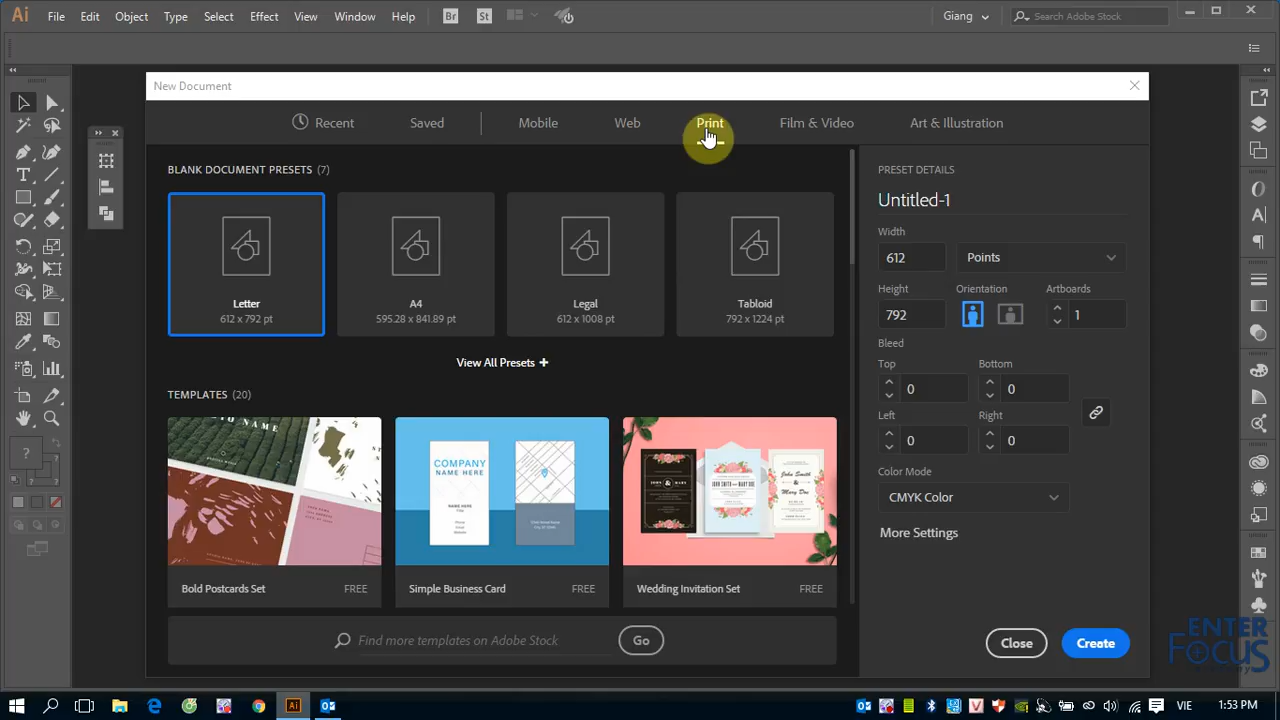 Ai File Edit Object Type Select Effect View Window Help Br St Giang Search Adobe Stock
New Document
Recent Saved Mobile Web Print Film & Video Art & Illustration
BLANK DOCUMENT PRESETS (7)
Letter
612 x 792 pt
A4
595.28 x 841.89 pt
Legal
612 x 1008 pt
Tabloid
792 x 1224 pt
View All Presets +
TEMPLATES (20)
COMPANY
NAME HERE
Bold Postcards Set FREE
Simple Business Card FREE
Wedding Invitation Set FREE
Find more templates on Adobe Stock Go
PRESET DETAILS
Untitled-1
Width
612 Points
Height Orientation Artboards
792 1
Bleed
Top Bottom
0 0
Left Right
0 0
Color Mode
CMYK Color
More Settings
Close Create
ENTER
FOCUS
VIE 1:53 PM